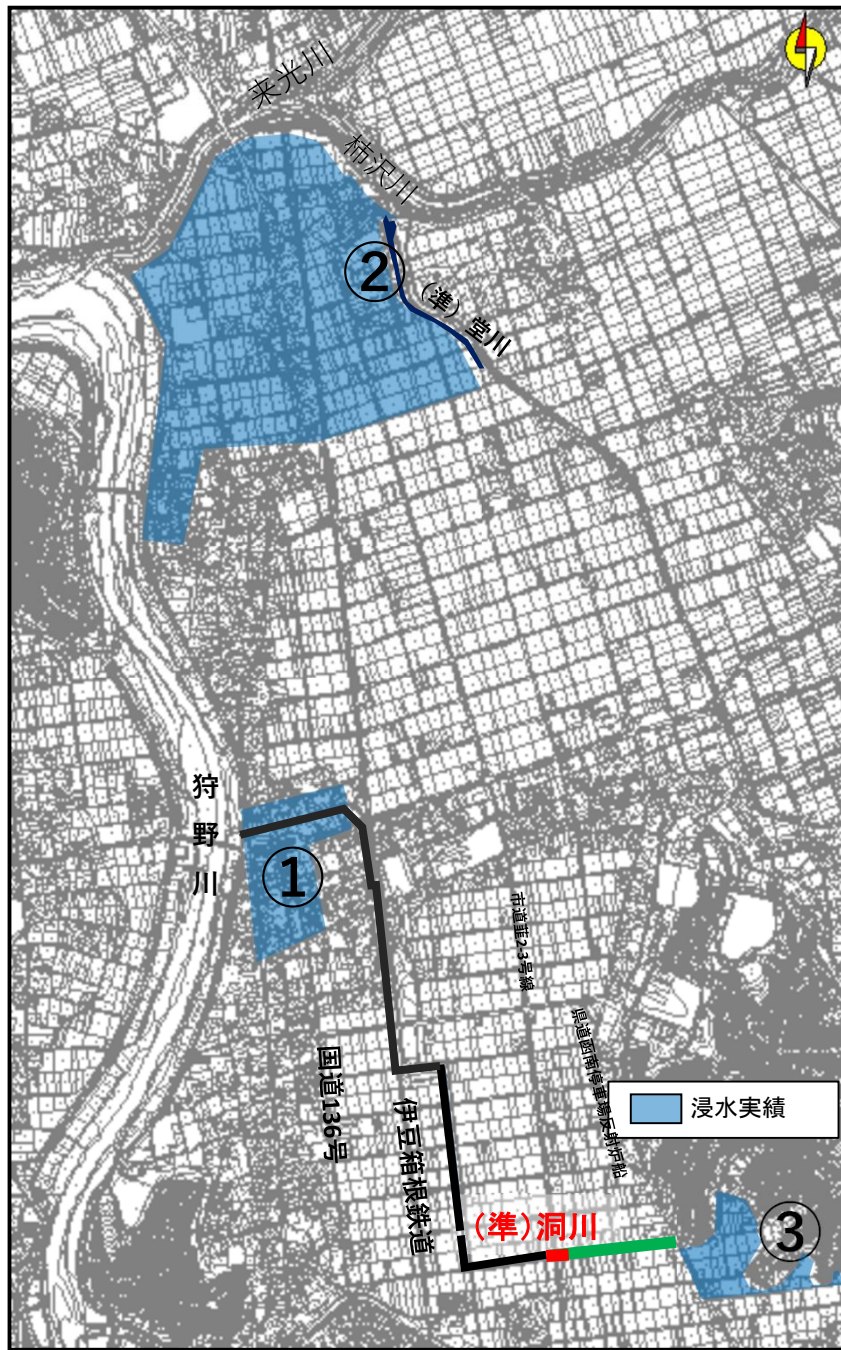 来光川
柿沢川
②
(準)堂川
狩野川
①
市道韮2-3号線
県道函南停車場反射炉船
国道136号
伊豆箱根鉄道
浸水実績
(準)洞川
③